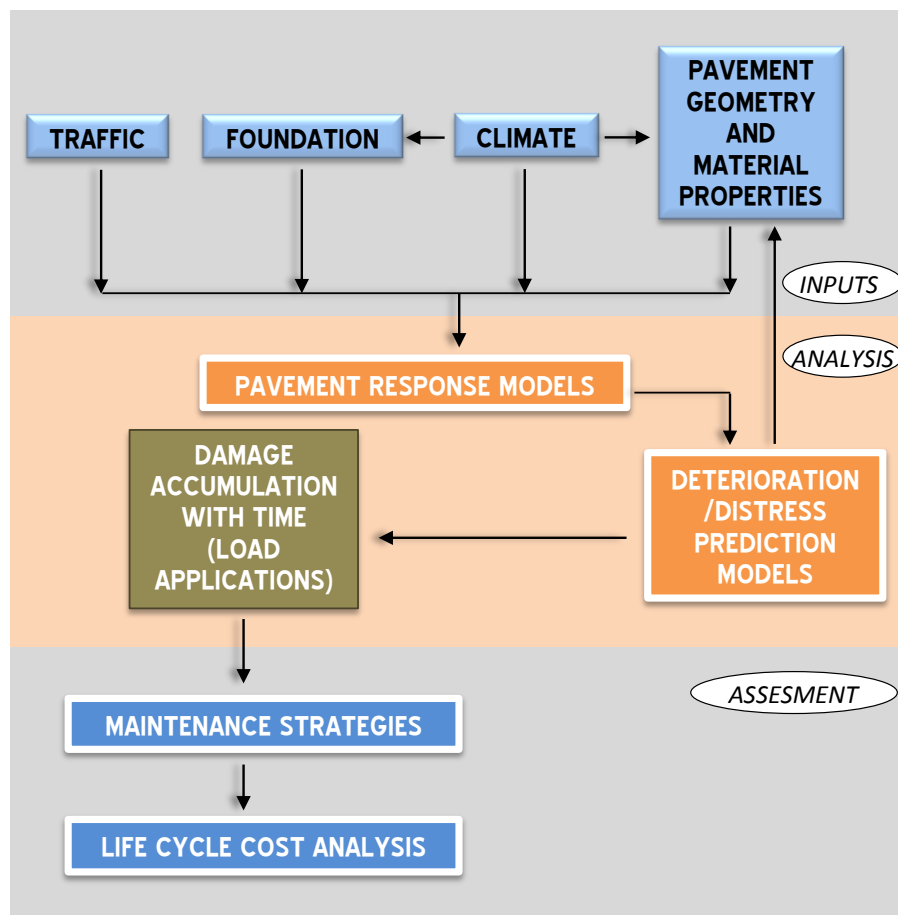 TRAFFIC
FOUNDATION
CLIMATE
PAVEMENT
GEOMETRY
AND
MATERIAL
PROPERTIES
INPUTS
ANALYSIS
PAVEMENT RESPONSE MODELS
DAMAGE
ACCUMULATION
WITH TIME
(LOAD
APPLICATIONS)
DETERIORATION
/DISTRESS
PREDICTION
MODELS
ASSESMENT
MAINTENANCE STRATEGIES
LIFE CYCLE COST ANALYSIS